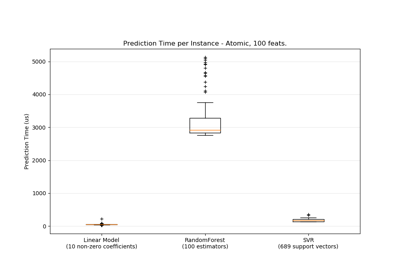 Prediction Time per Instance - Atomic, 100 feats.
5000
4000
3000
2000
1000
0
Prediction Time (us)
Linear Model
(10 non-zero coefficients)
RandomForest
(100 estimators)
SVR
(689 support vectors)